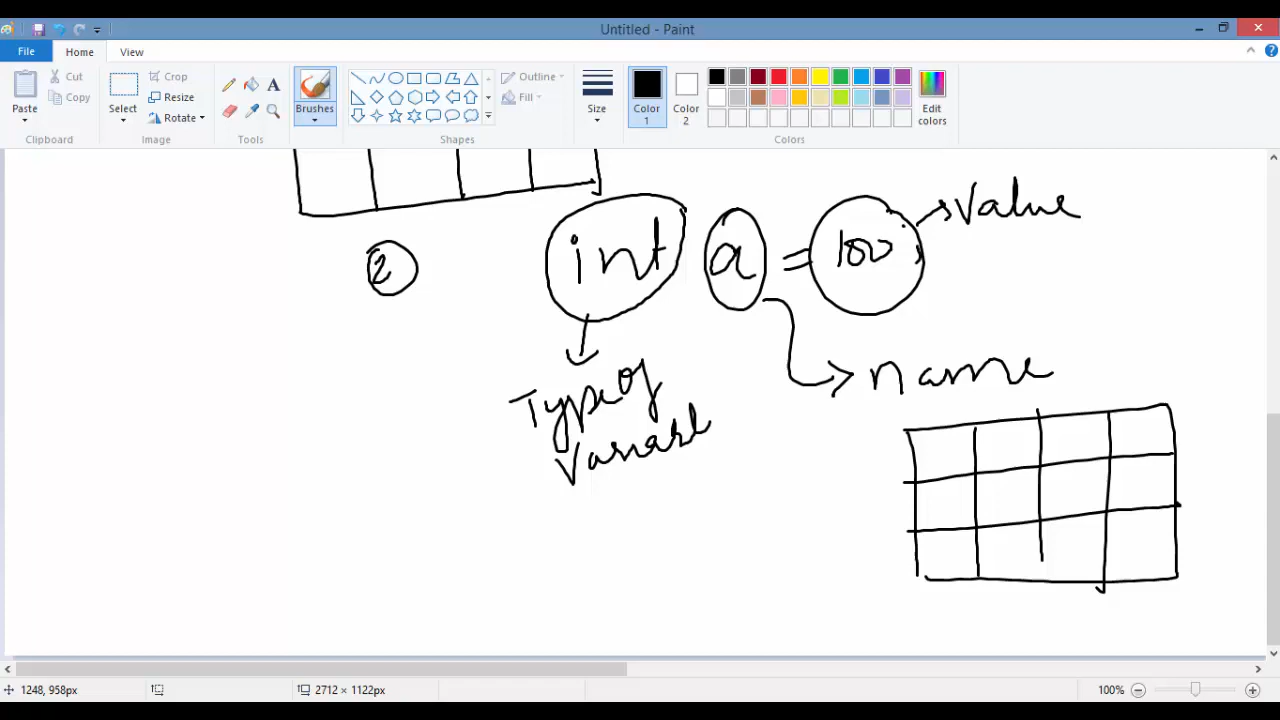 Untitled - Paint
File
Home
View
Paste
Cut
Copy
Clipboard
Select
Crop
Resize
Rotate
Image
Tools
Brushes
Outline
Fill
Shapes
Size
Color 1
Color 2
Edit colors
Colors
2
int a = 100;
Value
name
Type of
1248, 958px
2712 × 1122px
100%